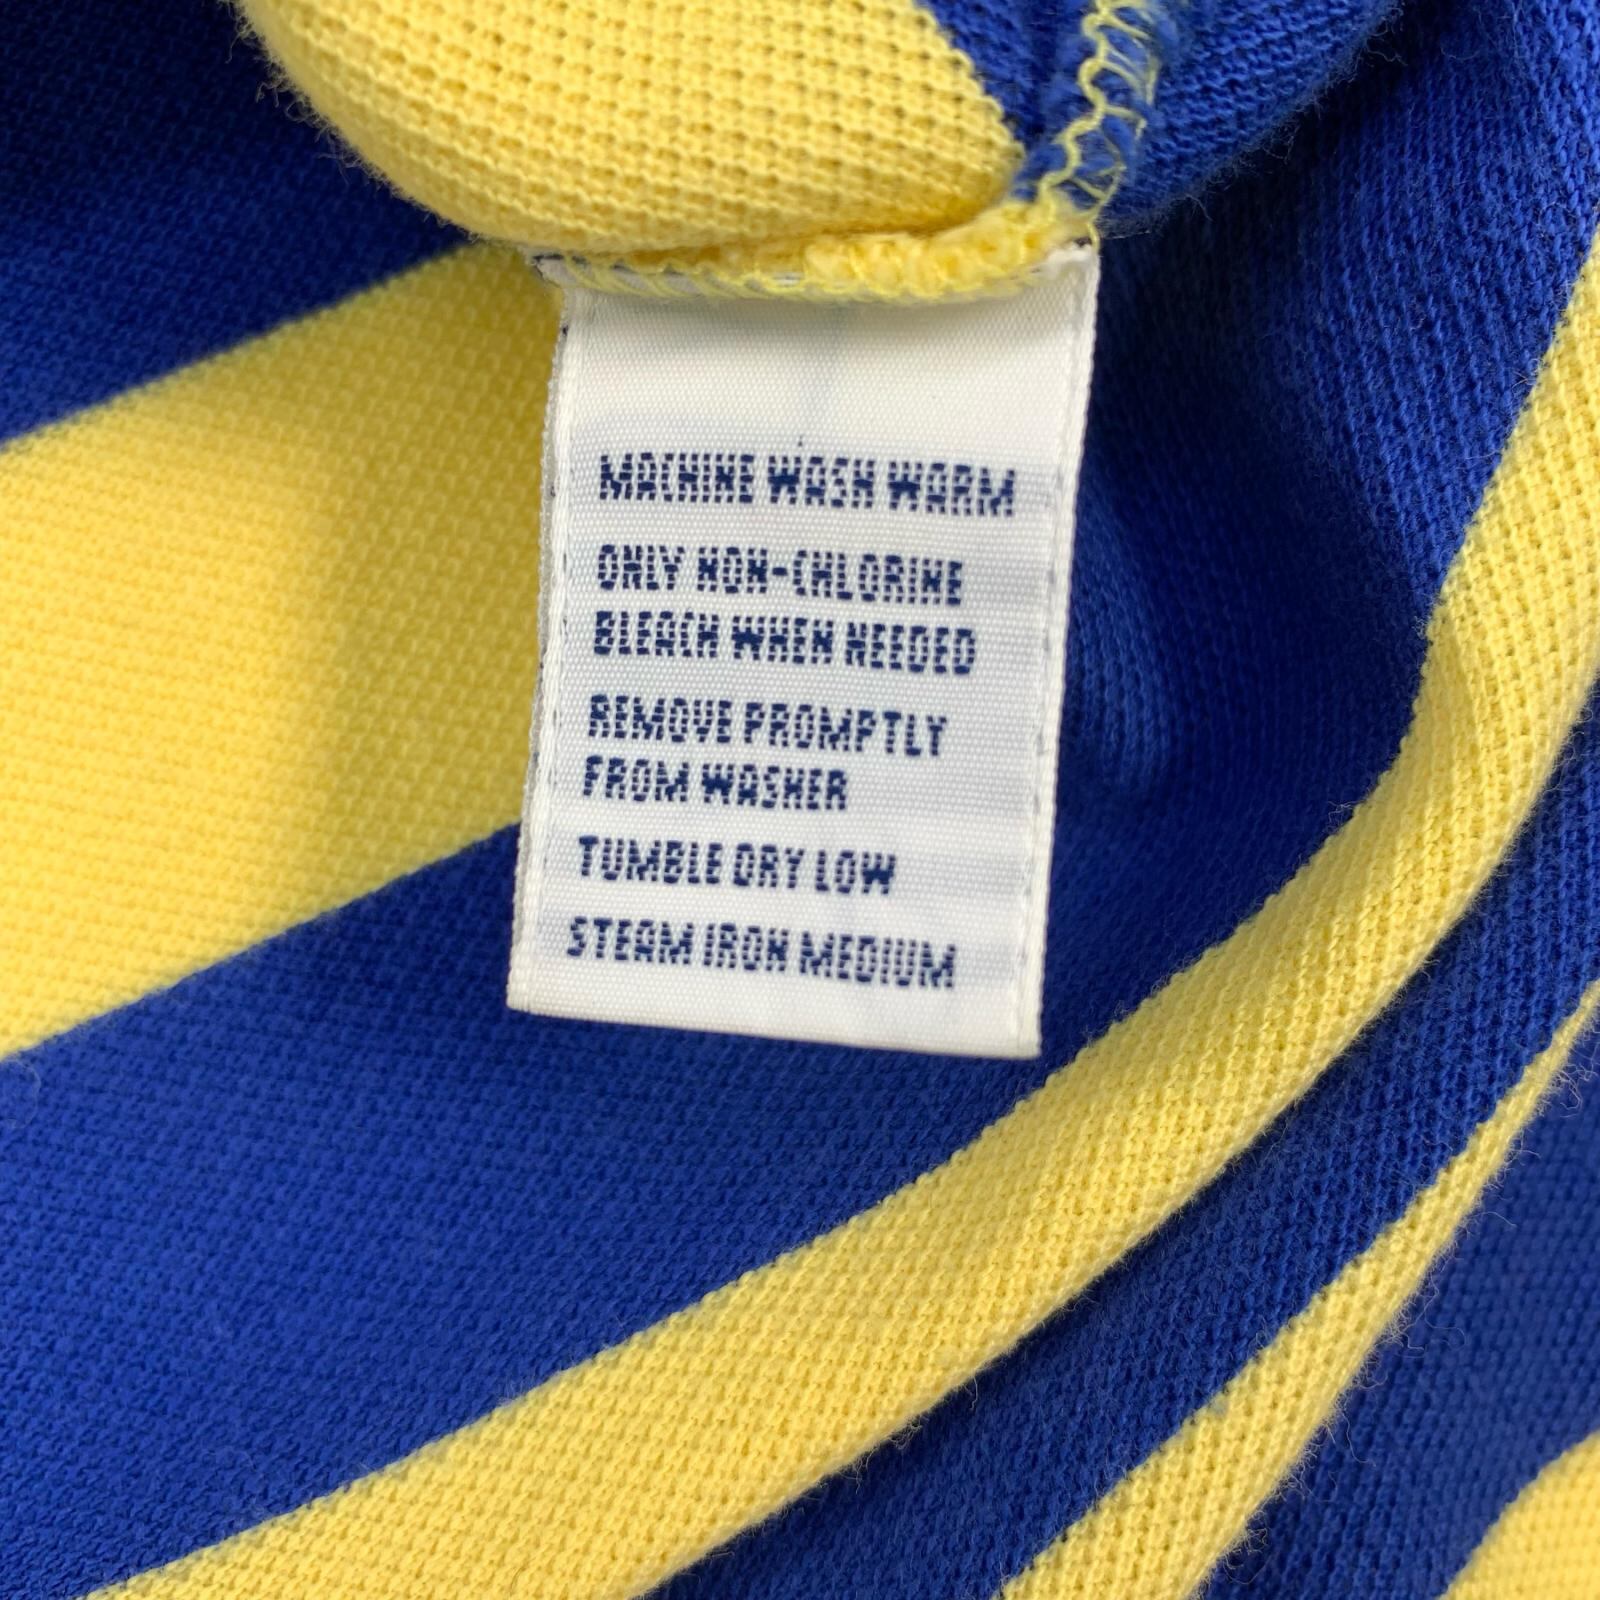 MACHINE WASH WARM
ONLY NON-CHLORINE
BLEACH WHEN NEEDED
REMOVE PROMPTLY
FROM WASHER
TUMBLE DRY LOW
STEAM IRON MEDIUM